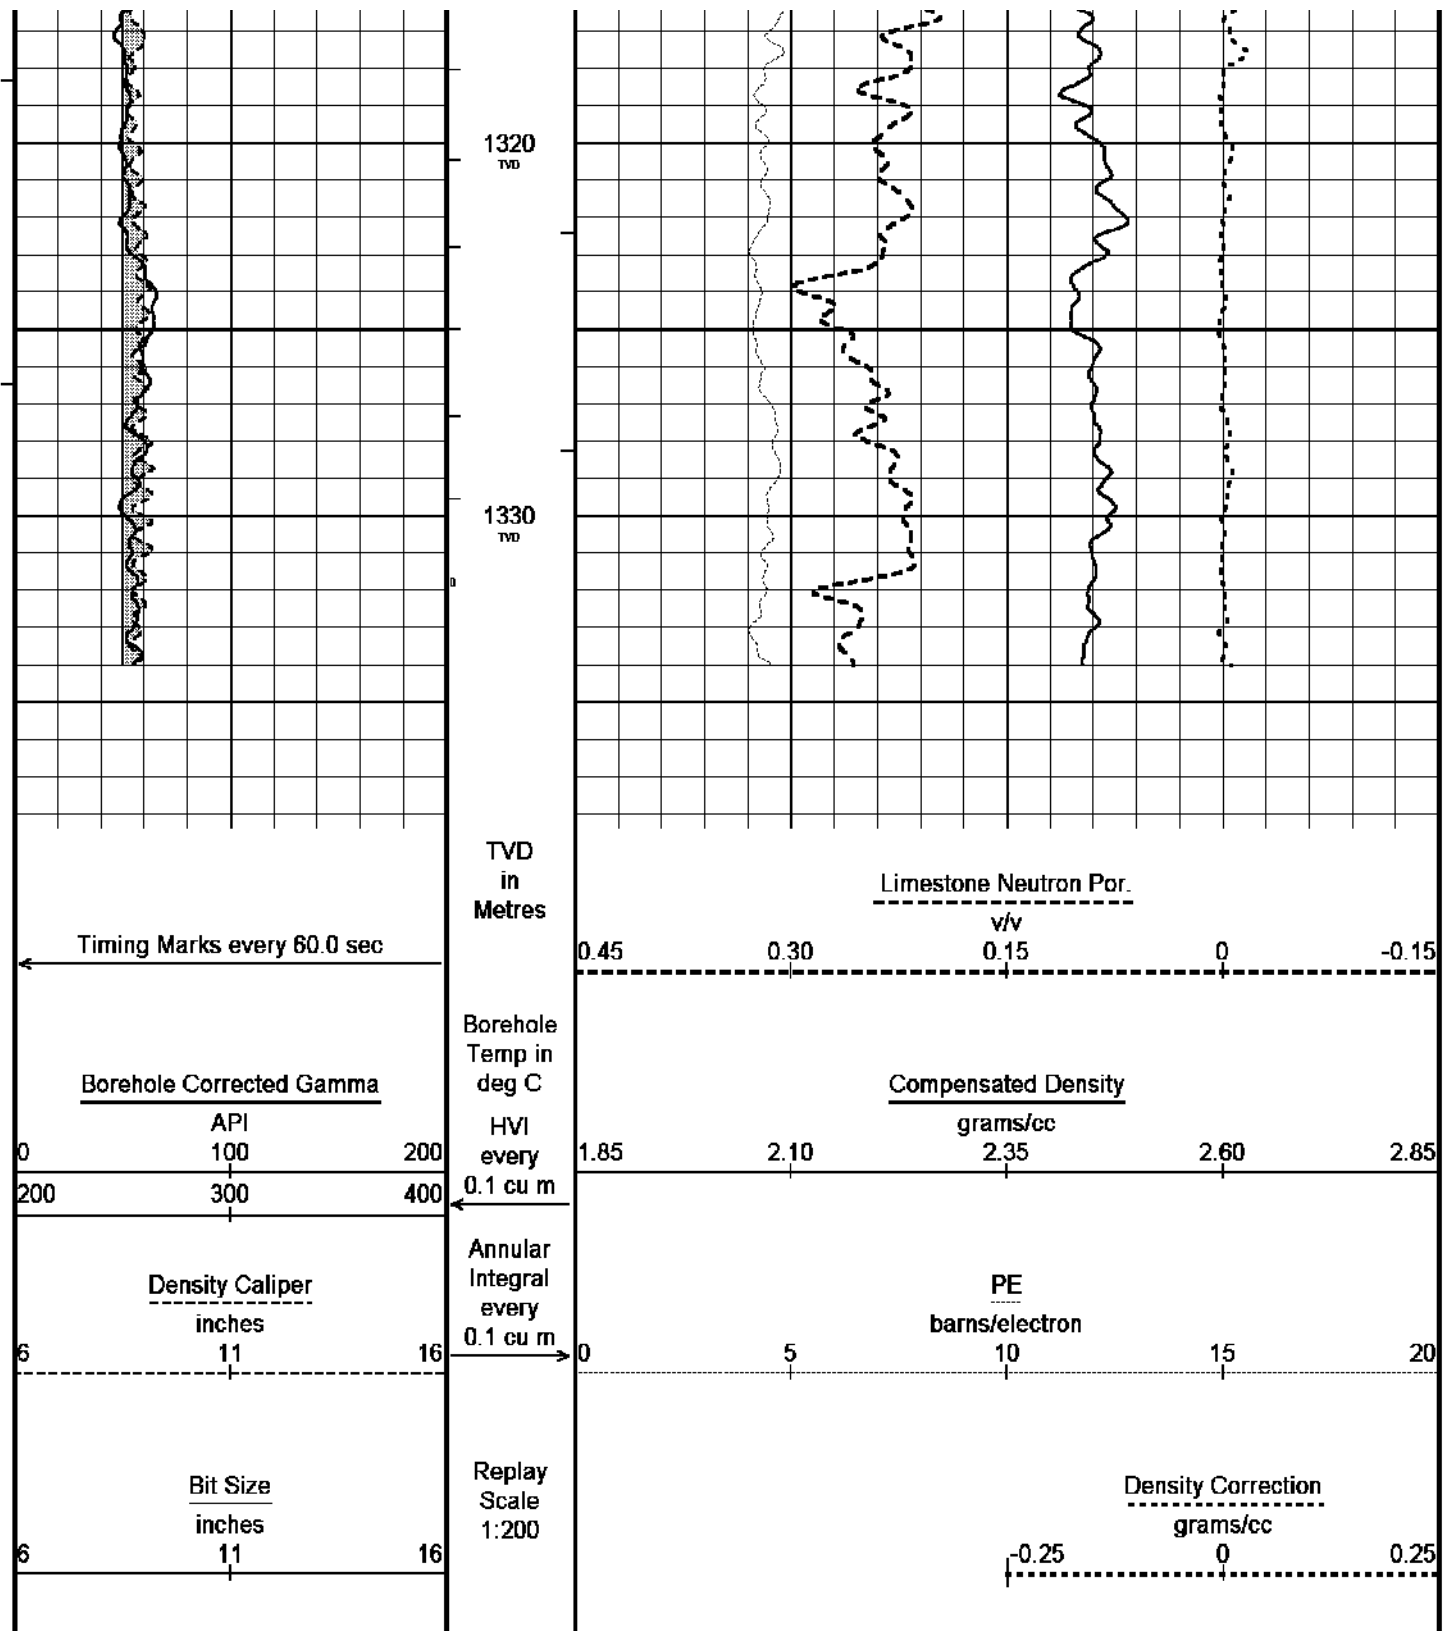 1320
TVD
1330
TVD
TVD
in
Metres
Limestone Neutron Por.
v/v
0.45 0.30 0.15 0 -0.15
Timing Marks every 60.0 sec
Borehole
Temp in
deg C
Borehole Corrected Gamma
API
0 100 200
200 300 400
HVI
every
0.1 cu m
Compensated Density
grams/cc
1.85 2.10 2.35 2.60 2.85
Annular
Integral
every
0.1 cu m
Density Caliper
inches
6 11 16
PE
barns/electron
0 5 10 15 20
Bit Size
inches
6 11 16
Replay
Scale
1:200
Density Correction
grams/cc
-0.25 0 0.25